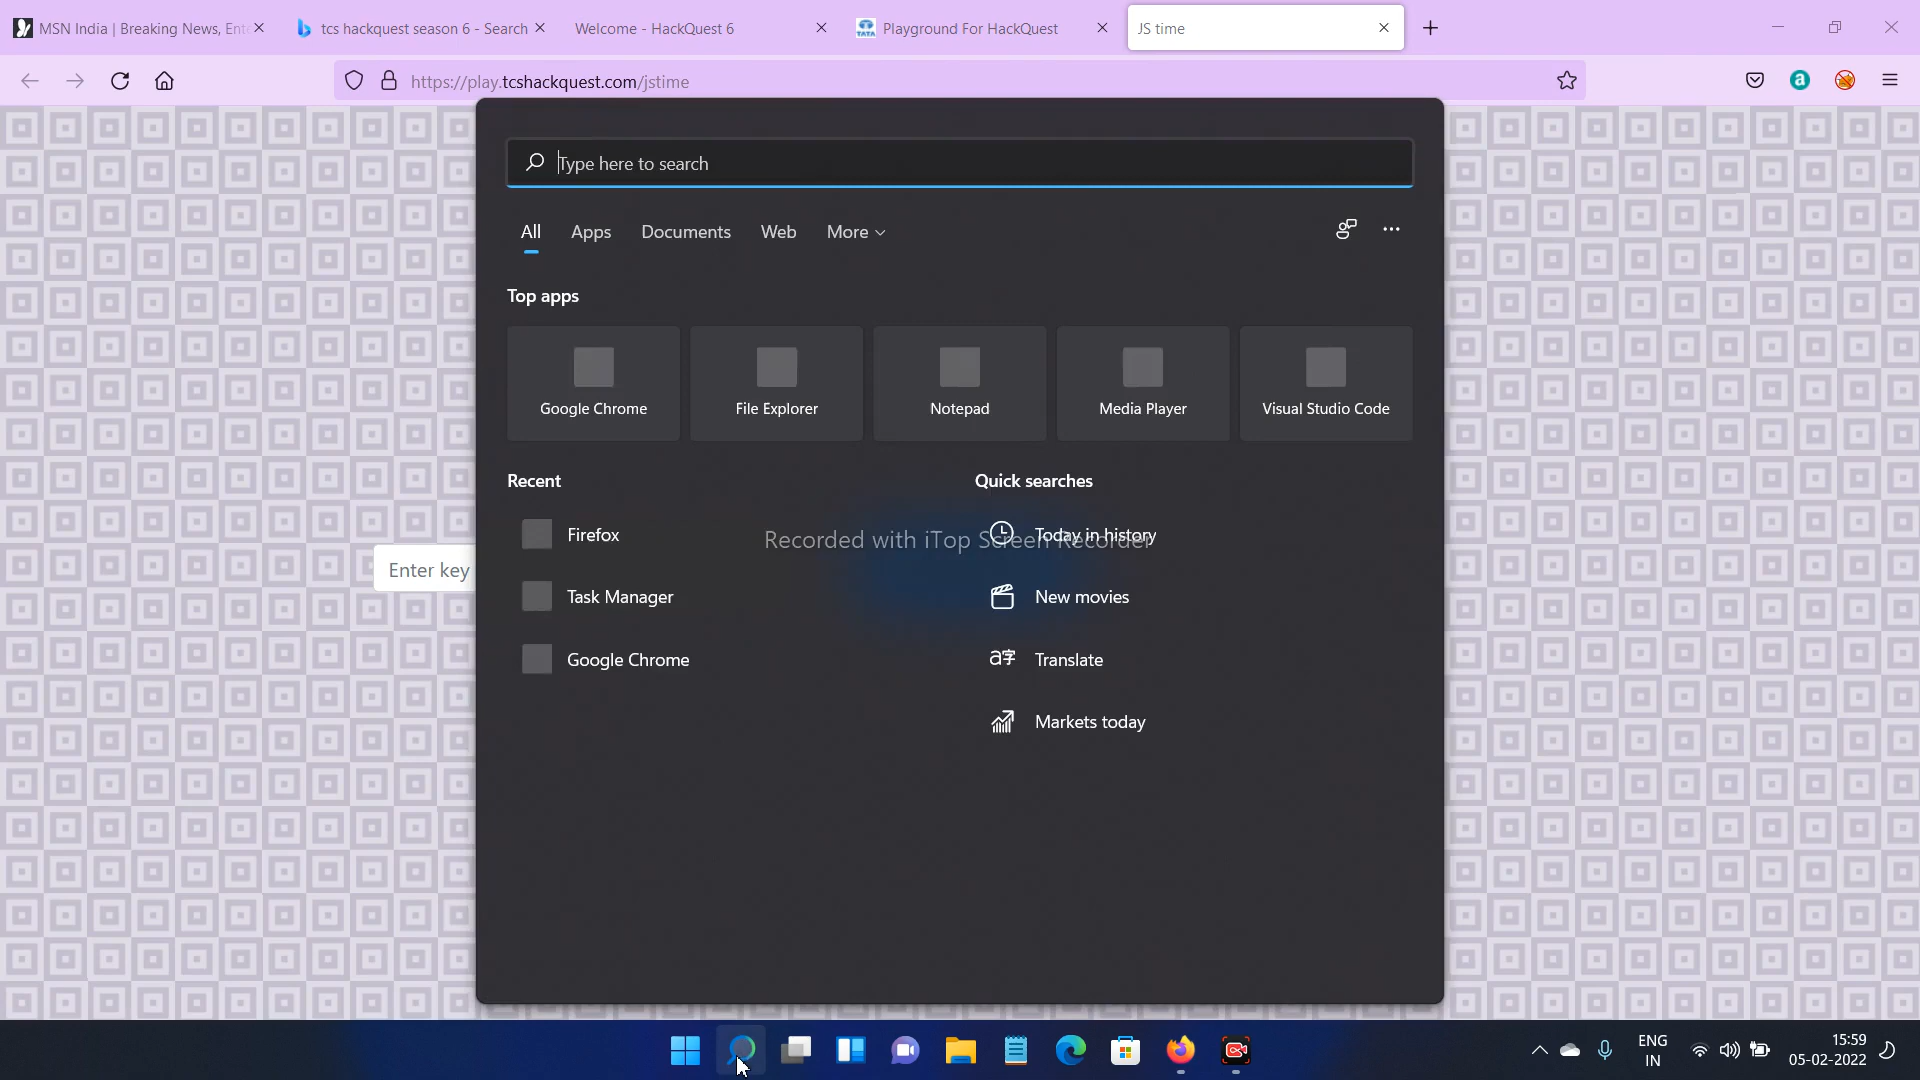 MSN India | Breaking News, Ente
tcs hackquest season 6 - Search
Welcome - HackQuest 6
TATA
Playground For HackQuest
JS time
https://play.tcshackquest.com/jstime
a
Type here to search
All
Apps
Documents
Web
More
Top apps
Google Chrome
File Explorer
Notepad
Media Player
Visual Studio Code
Recent
Quick searches
Firefox
Today in history
Recorded with iTop Screen Recorder
Enter key
Task Manager
New movies
Google Chrome
Translate
Markets today
ENG
IN
15:59
05-02-2022